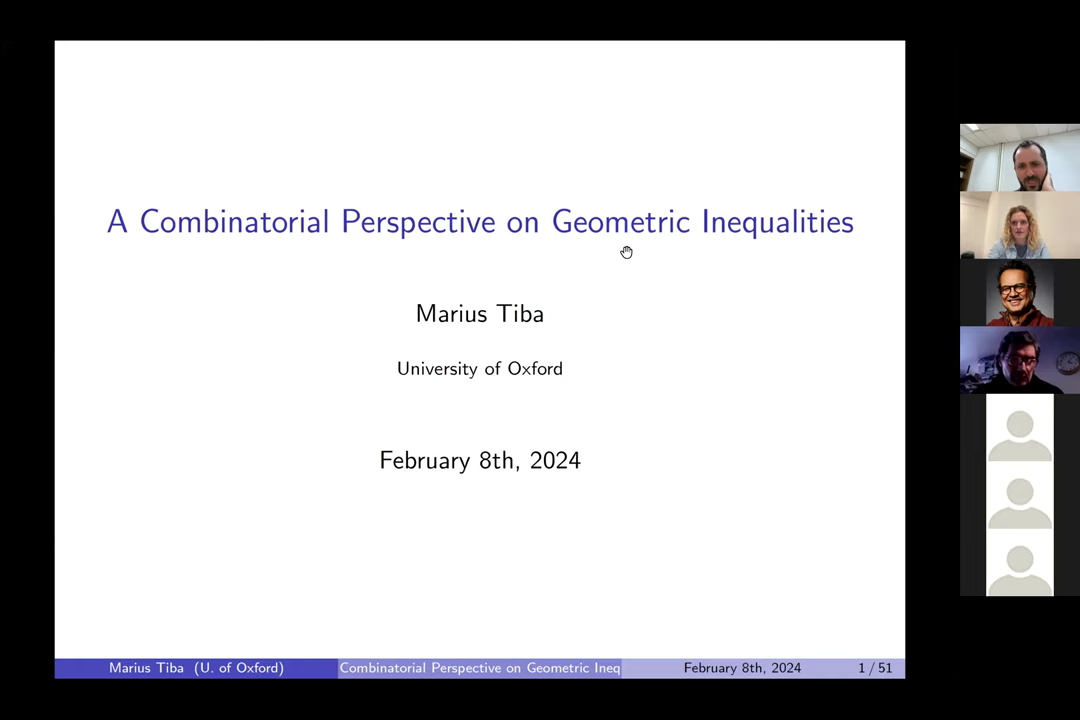 A Combinatorial Perspective on Geometric Inequalities
Marius Tiba
University of Oxford
February 8th, 2024
Marius Tiba (U. of Oxford)
Combinatorial Perspective on Geometric Ineq
February 8th, 2024
1 / 51